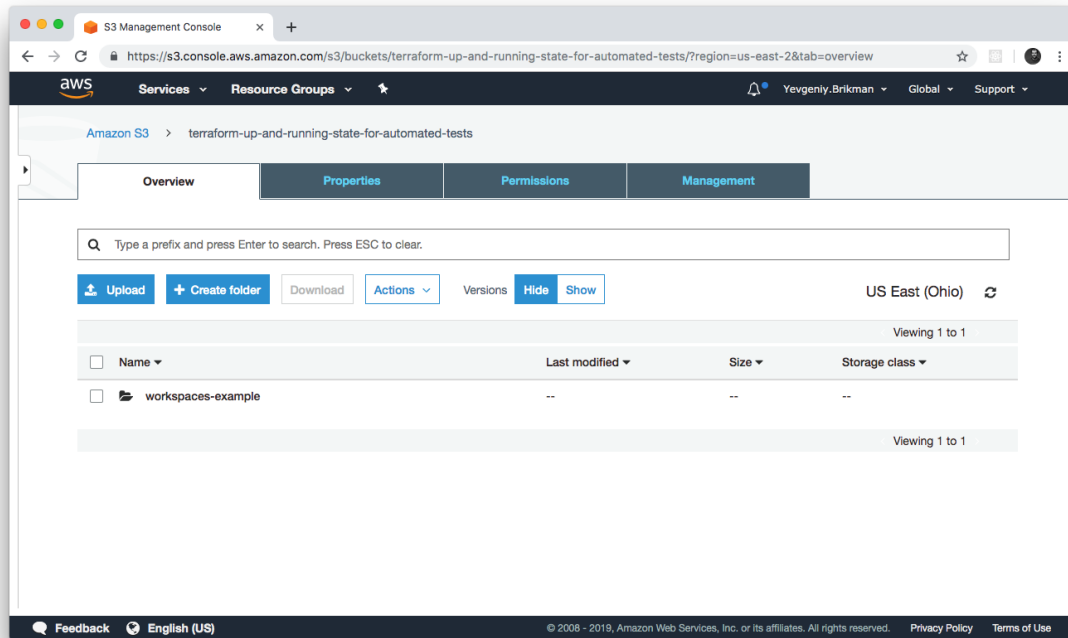 S3 Management Console
https://s3.console.aws.amazon.com/s3/buckets/terraform-up-and-running-state-for-automated-tests/?region=us-east-2&tab=overview
aws Services Resource Groups Yevgeniy.Brikman Global Support
Amazon S3 > terraform-up-and-running-state-for-automated-tests
Overview Properties Permissions Management
Type a prefix and press Enter to search. Press ESC to clear.
Upload + Create folder Download Actions Versions Hide Show US East (Ohio)
Viewing 1 to 1
Name Last modified Size Storage class
workspaces-example -- -- --
Viewing 1 to 1
Feedback English (US) © 2008 - 2019, Amazon Web Services, Inc. or its affiliates. All rights reserved. Privacy Policy Terms of Use